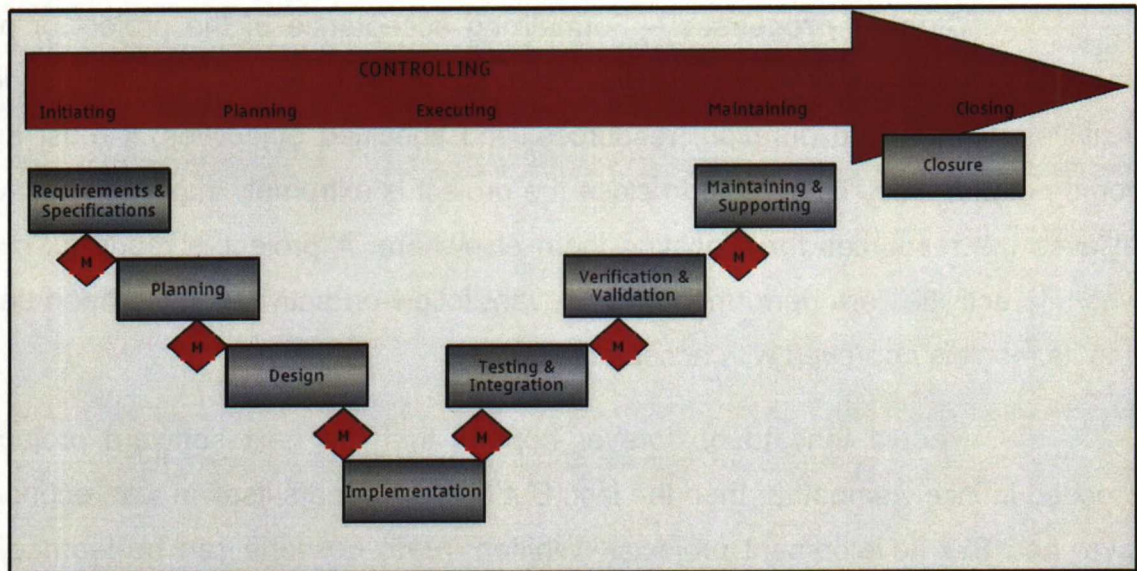 CONTROLLING
Initiating Planning Executing Maintaining Closing
Closure
Requirements &
Specifications
Maintaining &
Supporting
M
M
Planning
Verification &
Validation
M
M
Design
Testing &
Integration
M
M
Implementation